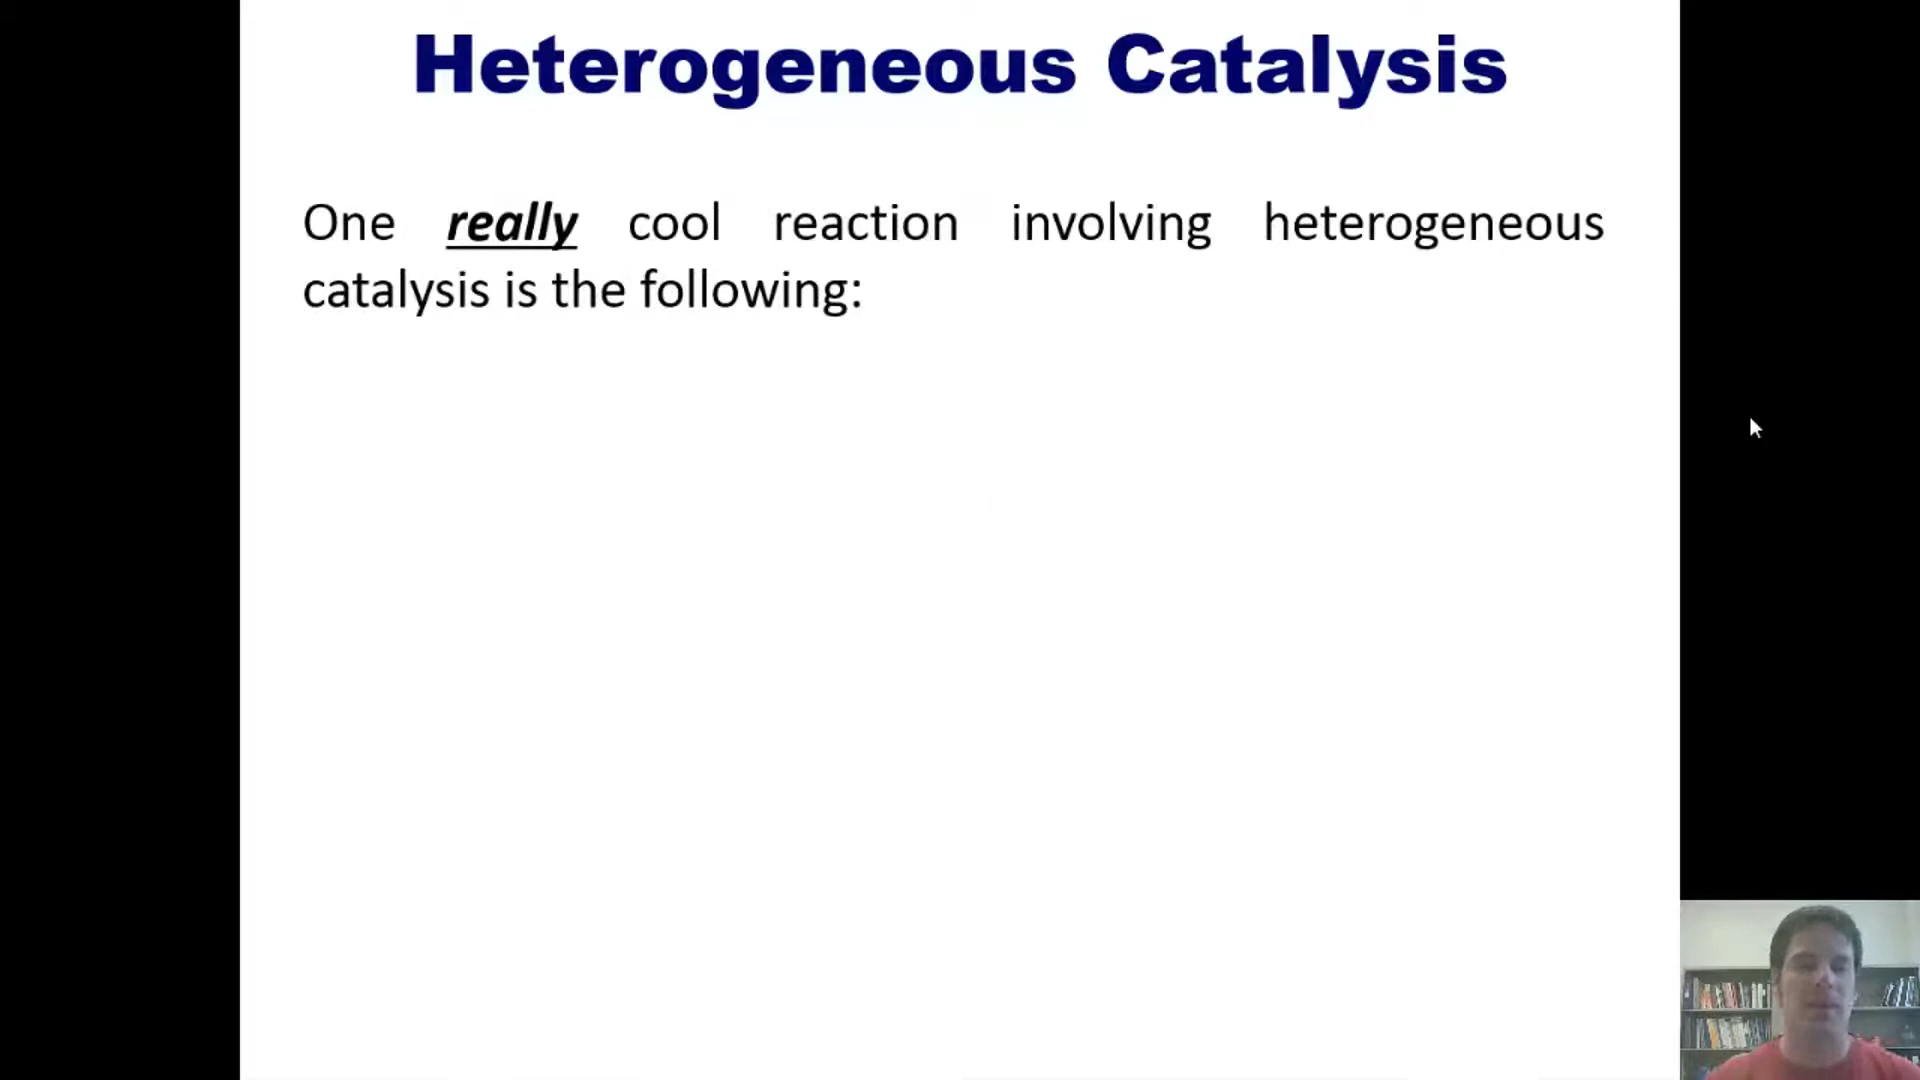 Heterogeneous Catalysis
One really cool reaction involving heterogeneous
catalysis is the following: